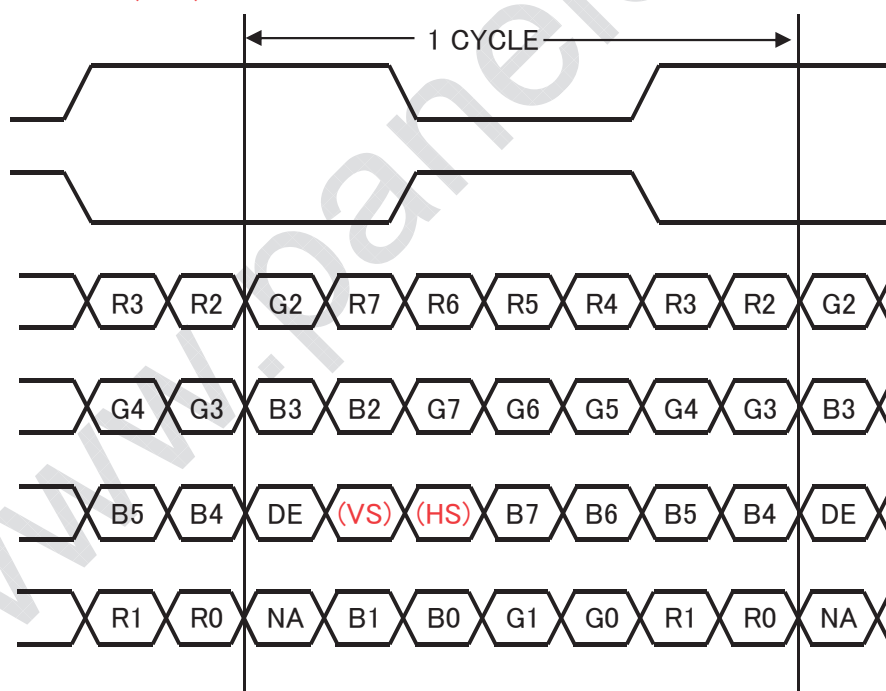 1 CYCLE
R3 R2 G2 R7 R6 R5 R4 R3 R2 G2
G4 G3 B3 B2 G7 G6 G5 G4 G3 B3
B5 B4 DE (VS) (HS) B7 B6 B5 B4 DE
R1 R0 NA B1 B0 G1 G0 R1 R0 NA
www.panel